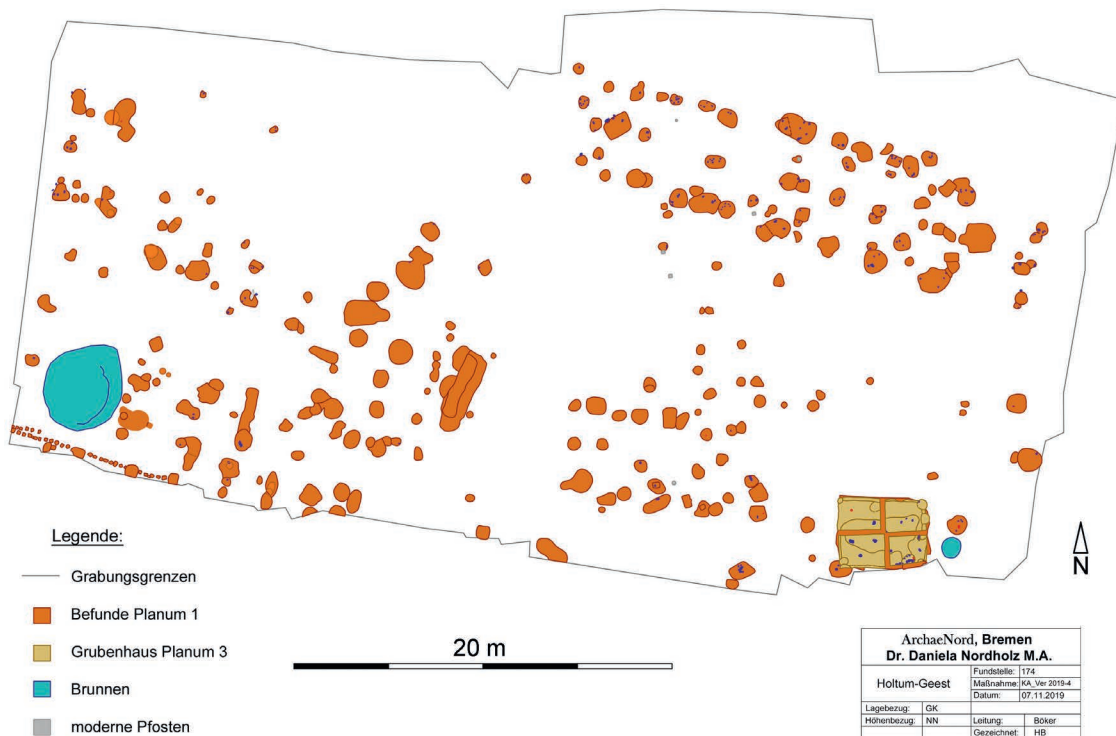 N
Legende:
Grabungsgrenzen
Befunde Planum 1
Grubenhaus Planum 3
Brunnen
moderne Pfosten
20 m
ArchaeNord, Bremen
Dr. Daniela Nordholz M.A.
Holtum-Geest
Fundstelle: 174
Maßnahme: KA_Ver 2019-4
Datum: 07.11.2019
Lagebezug: GK
Höhenbezug: NN Leitung: Böker
Gezeichnet: HB